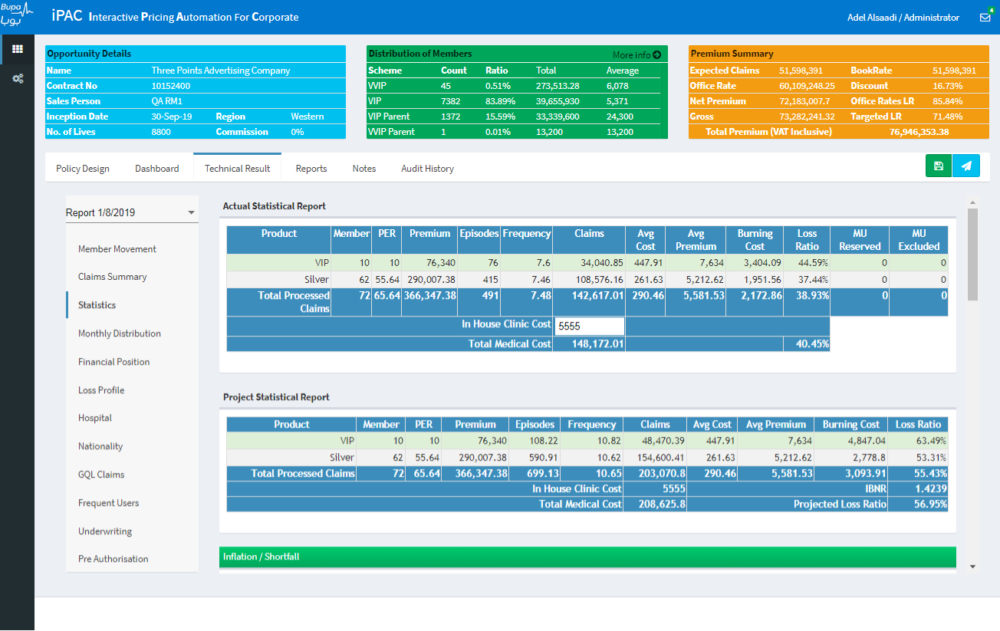 Bupa
بوبا
iPAC Interactive Pricing Automation For Corporate
Adel Alsaadi / Administrator
4
Opportunity Details
Name Three Points Advertising Company
Contract No 10152400
Sales Person QA RM1
Inception Date 30-Sep-19 Region Western
No. of Lives 8800 Commission 0%
Distribution of Members More info
Scheme Count Ratio Total Average
VVIP 45 0.51% 273,513.28 6,078
VIP 7382 83.89% 39,655,930 5,371
VIP Parent 1372 15.59% 33,339,600 24,300
VVIP Parent 1 0.01% 13,200 13,200
Premium Summary
Expected Claims 51,598,391 BookRate 51,598,391
Office Rate 60,109,248.25 Discount 16.73%
Net Premium 72,183,007.7 Office Rates LR 85.84%
Gross 73,282,241.32 Targeted LR 71.48%
Total Premium (VAT Inclusive) 76,946,353.38
Policy Design Dashboard Technical Result Reports Notes Audit History
Report 1/8/2019
Member Movement
Claims Summary
Statistics
Monthly Distribution
Financial Position
Loss Profile
Hospital
Nationality
GQL Claims
Frequent Users
Underwriting
Pre Authorisation
Actual Statistical Report
Product Member PER Premium Episodes Frequency Claims Avg Cost Avg Premium Burning Cost Loss Ratio MU Reserved MU Excluded
VIP 10 10 76,340 76 7.6 34,040.85 447.91 7,634 3,404.09 44.59% 0 0
Silver 62 55.64 290,007.38 415 7.46 108,576.16 261.63 5,212.62 1,951.56 37.44% 0 0
Total Processed Claims 72 65.64 366,347.38 491 7.48 142,617.01 290.46 5,581.53 2,172.86 38.93% 0 0
In House Clinic Cost 5555
Total Medical Cost 148,172.01 40.45%
Project Statistical Report
Product Member PER Premium Episodes Frequency Claims Avg Cost Avg Premium Burning Cost Loss Ratio
VIP 10 10 76,340 108.22 10.82 48,470.39 447.91 7,634 4,847.04 63.49%
Silver 62 55.64 290,007.38 590.91 10.62 154,600.41 261.63 5,212.62 2,778.8 53.31%
Total Processed Claims 72 65.64 366,347.38 699.13 10.65 203,070.8 290.46 5,581.53 3,093.91 55.43%
In House Clinic Cost 5555 IBNR 1.4239
Total Medical Cost 208,625.8 Projected Loss Ratio 56.95%
Inflation / Shortfall